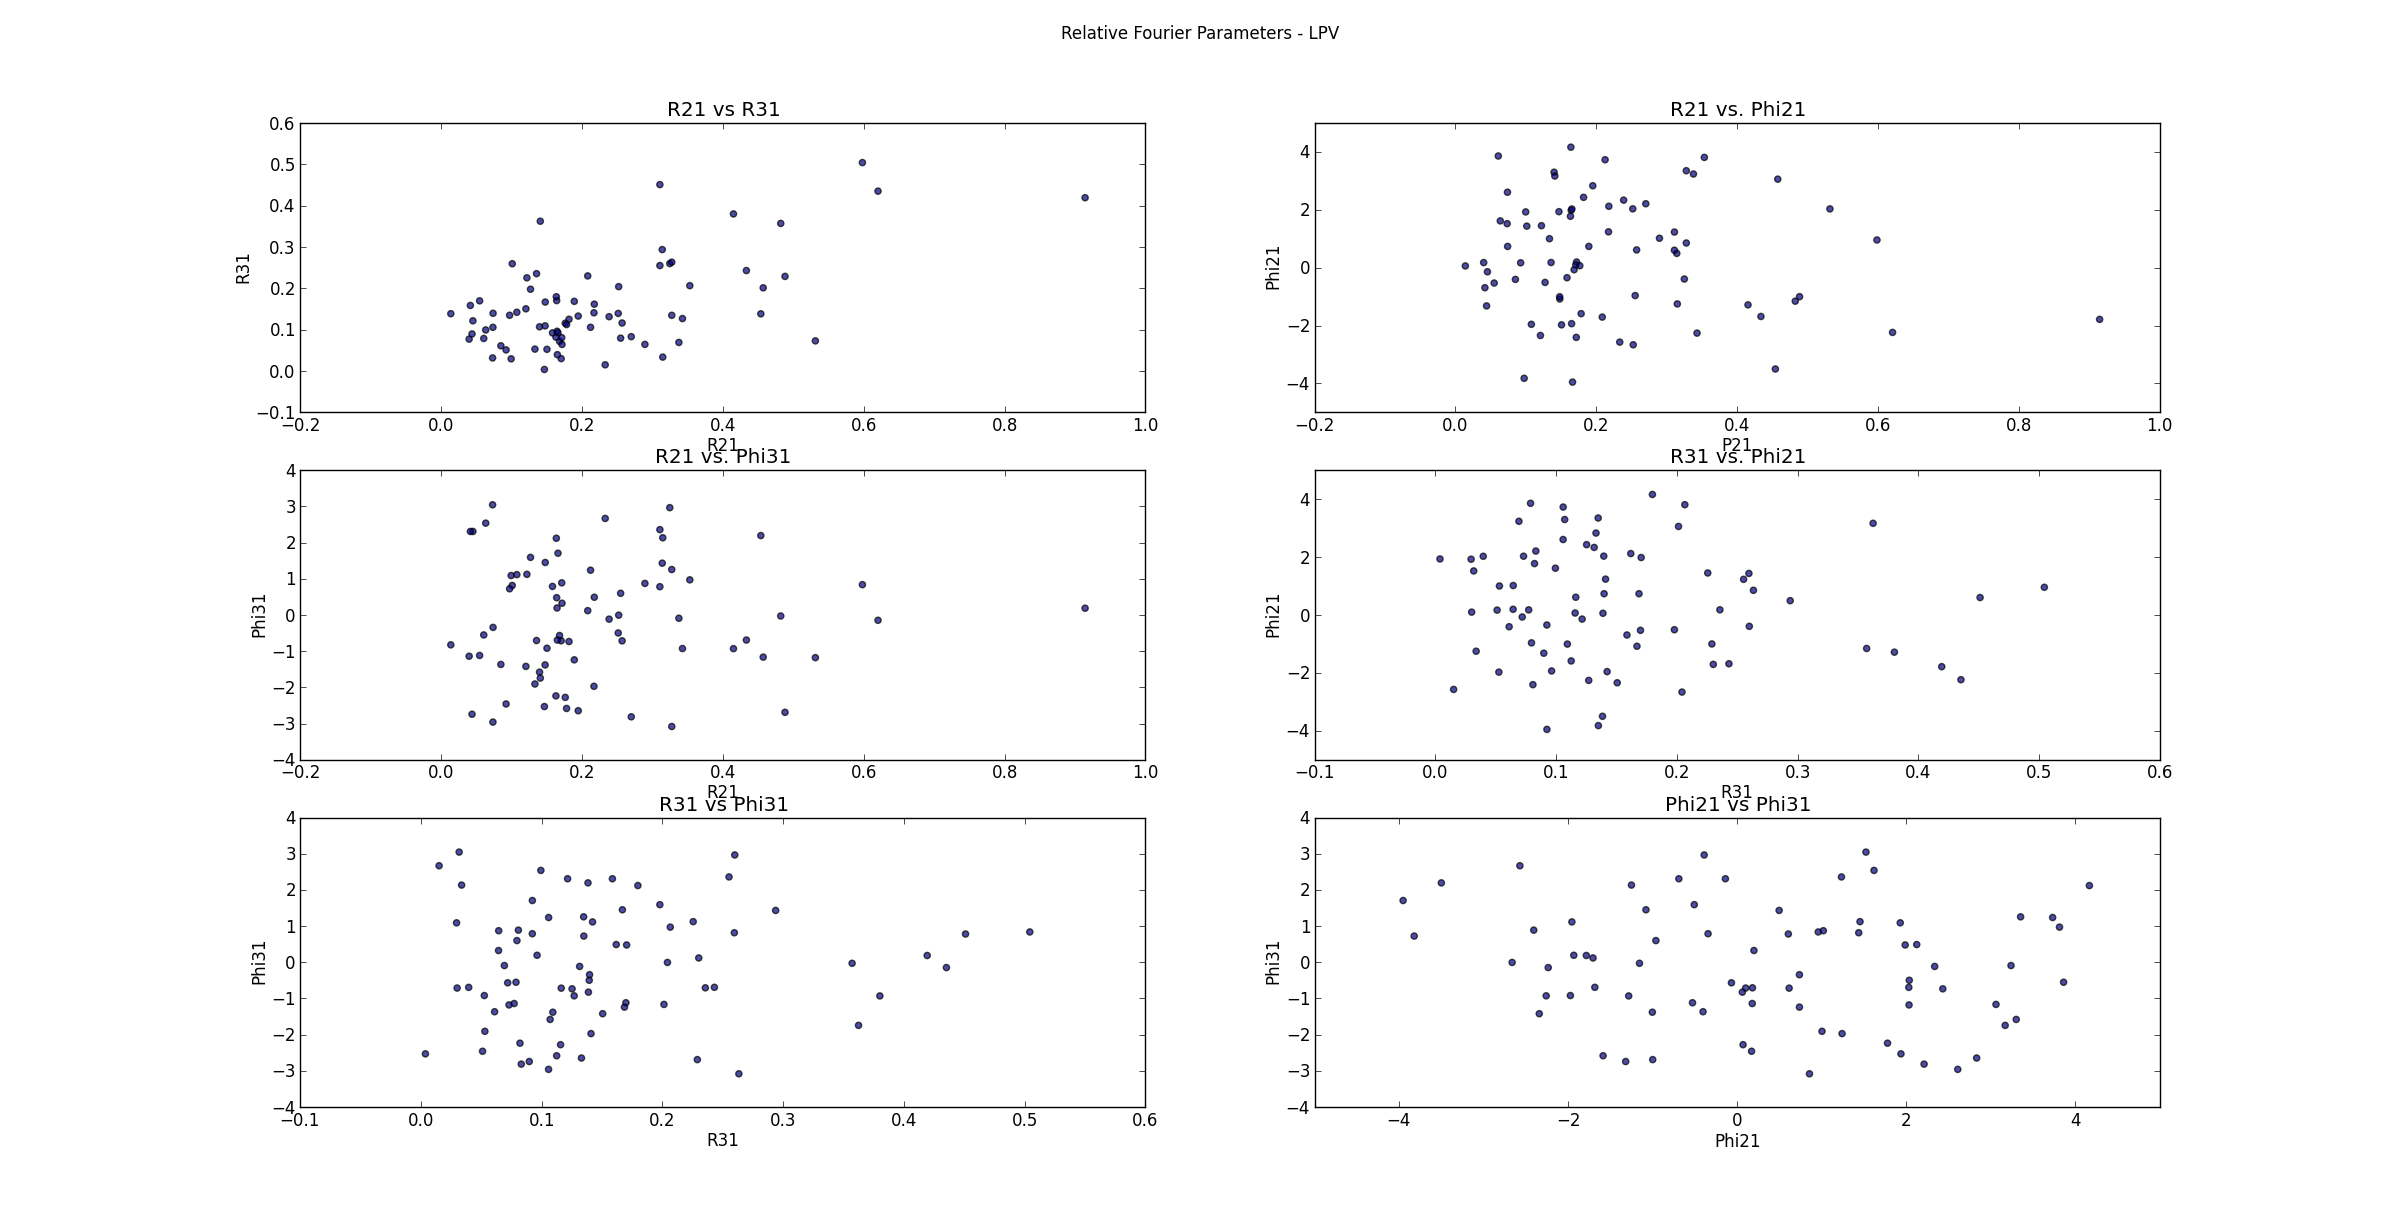 Relative Fourier Parameters - LPV
R21 vs R31
0.6
0.5
0.4
0.3
0.2
0.1
0.0
−0.1
R31
−0.2 0.0 0.2 0.4 0.6 0.8 1.0
R21
R21 vs. Phi21
4
2
0
−2
−4
Phi21
−0.2 0.0 0.2 0.4 0.6 0.8 1.0
P21
R21 vs. Phi31
4
3
2
1
0
−1
−2
−3
−4
Phi31
−0.2 0.0 0.2 0.4 0.6 0.8 1.0
R21
R31 vs. Phi21
4
2
0
−2
−4
Phi21
−0.1 0.0 0.1 0.2 0.3 0.4 0.5 0.6
R31
R31 vs Phi31
4
3
2
1
0
−1
−2
−3
−4
Phi31
−0.1 0.0 0.1 0.2 0.3 0.4 0.5 0.6
R31
Phi21 vs Phi31
4
3
2
1
0
−1
−2
−3
−4
Phi31
−4 −2 0 2 4
Phi21